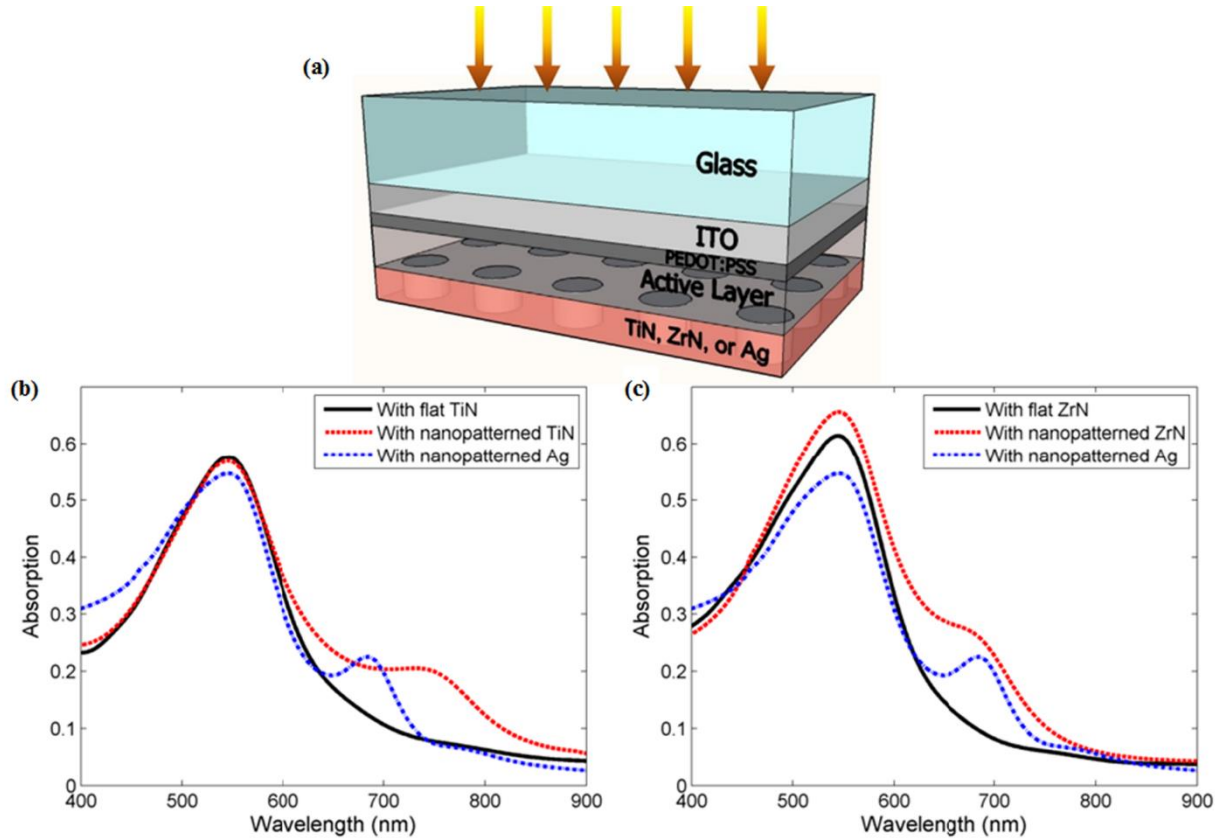 (a)
Glass
ITO
PEDOT:PSS
Active Layer
TiN, ZrN, or Ag
(b)
With flat TiN
With nanopatterned TiN
With nanopatterned Ag
0.6
0.5
0.4
0.3
0.2
0.1
0
Absorption
400 500 600 700 800 900
Wavelength (nm)
(c)
With flat ZrN
With nanopatterned ZrN
With nanopatterned Ag
0.6
0.5
0.4
0.3
0.2
0.1
0
Absorption
400 500 600 700 800 900
Wavelength (nm)